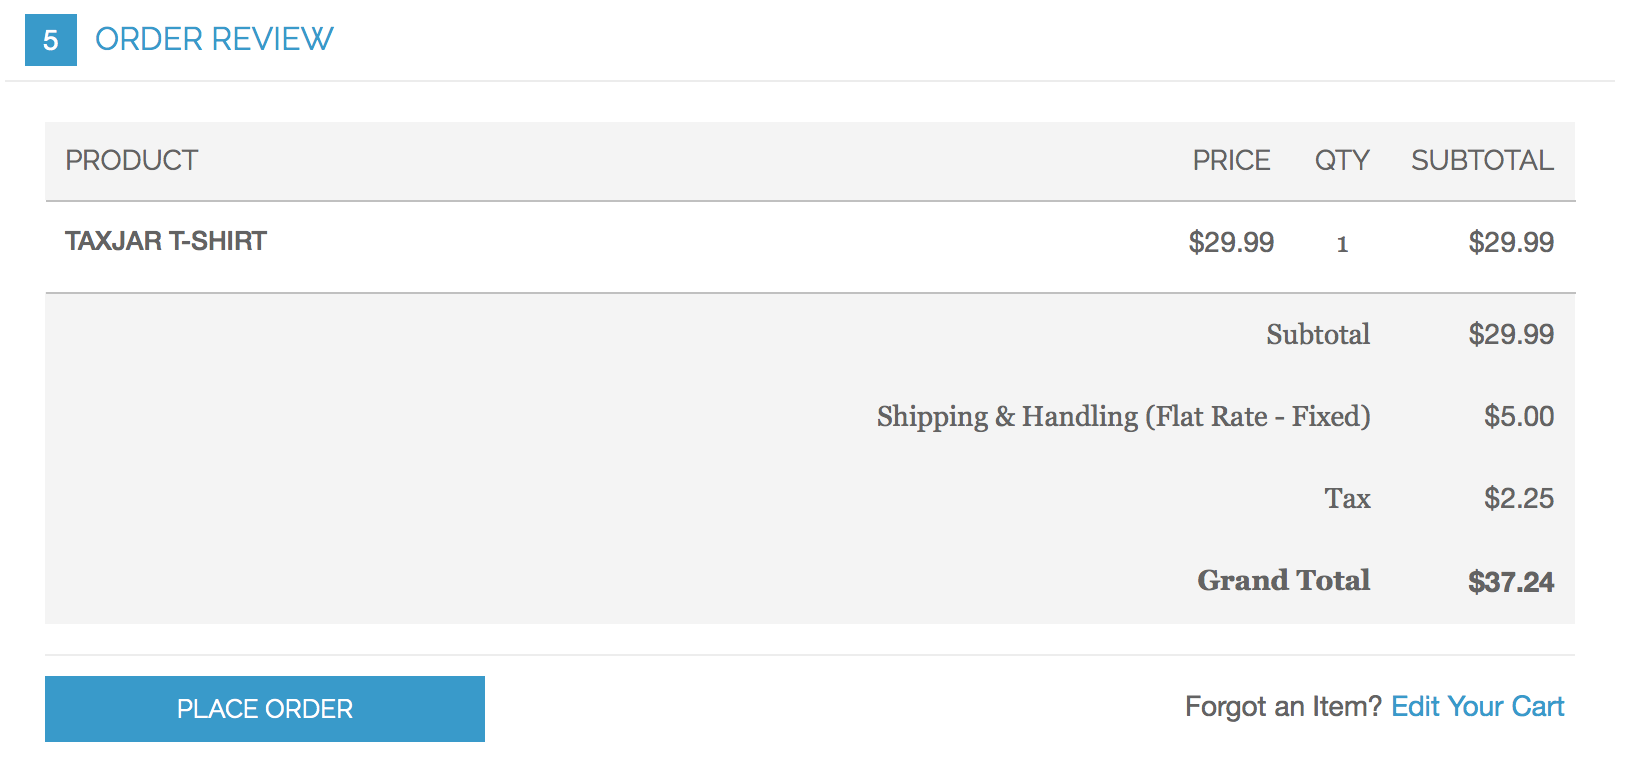 5 ORDER REVIEW
PRODUCT PRICE QTY SUBTOTAL
TAXJAR T-SHIRT $29.99 1 $29.99
Subtotal $29.99
Shipping & Handling (Flat Rate - Fixed) $5.00
Tax $2.25
Grand Total $37.24
PLACE ORDER Forgot an Item? Edit Your Cart